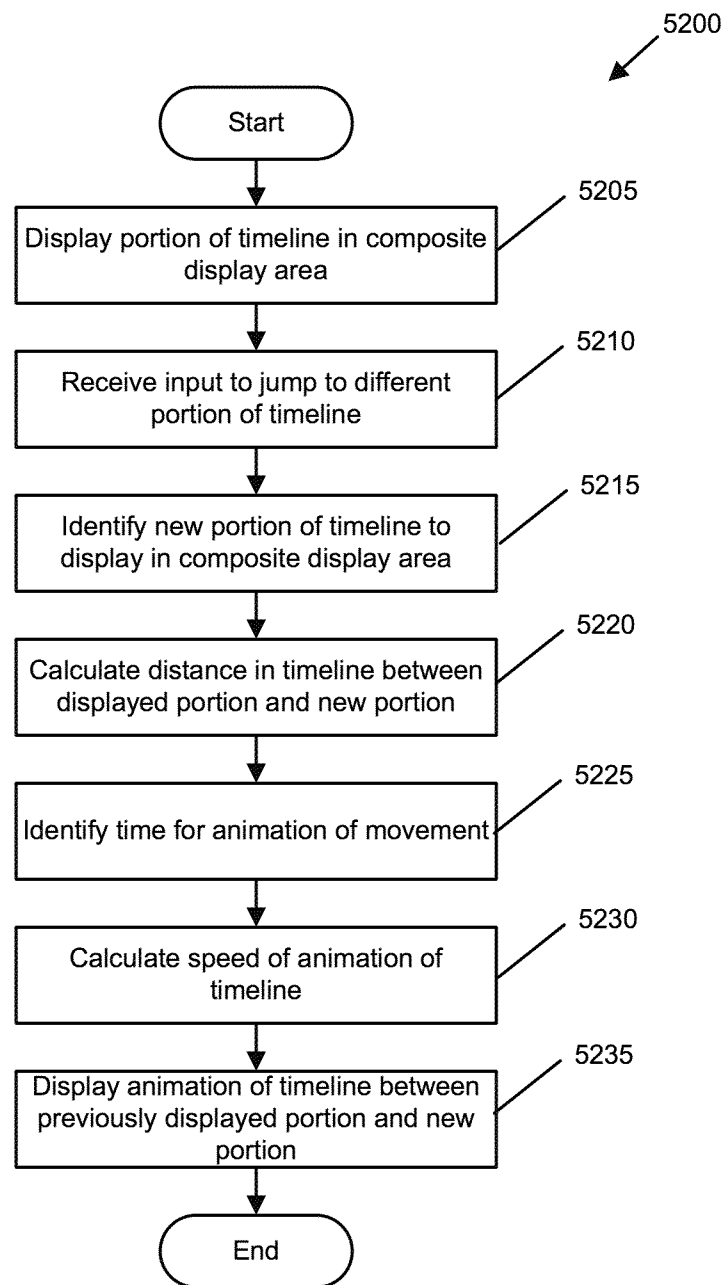 5200
Start
5205
Display portion of timeline in composite
display area
5210
Receive input to jump to different
portion of timeline
5215
Identify new portion of timeline to
display in composite display area
5220
Calculate distance in timeline between
displayed portion and new portion
5225
Identify time for animation of movement
5230
Calculate speed of animation of
timeline
5235
Display animation of timeline between
previously displayed portion and new
portion
End